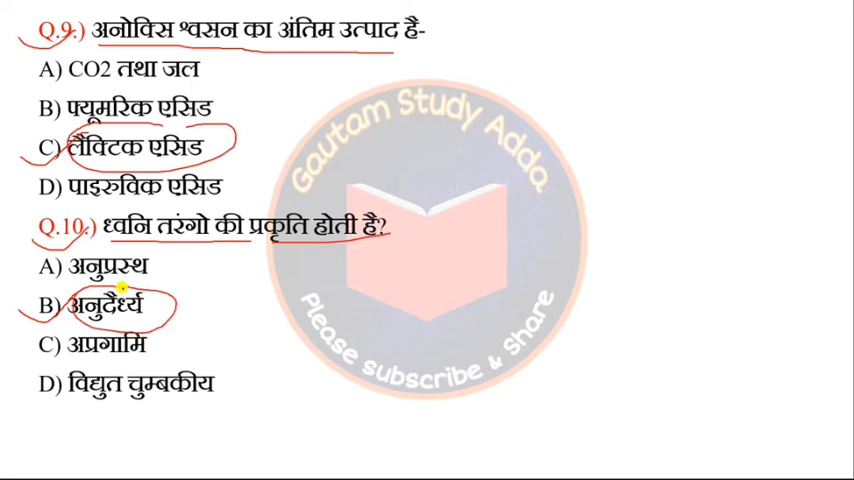 Q.9.) अनोक्सि श्वसन का अंतिम उत्पाद है-
A) CO2 तथा जल
B) फ्यूमरिक एसिड
C) लैक्टिक एसिड
D) पाइरुविक एसिड
Q.10.) ध्वनि तरंगो की प्रकृति होती है?
A) अनुप्रस्थ
B) अनुदैर्ध्य
C) अप्रगामि
D) विद्युत चुम्बकीय
Gautam Study Adda
Please subscribe & share